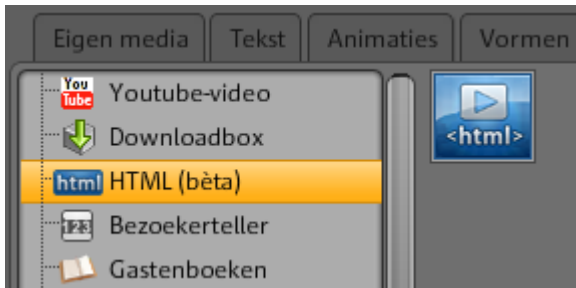 Eigen media Tekst Animaties Vormen
You
Tube Youtube-video
Downloadbox
html HTML (bèta)
123 Bezoekerteller
Gastenboeken
<html>